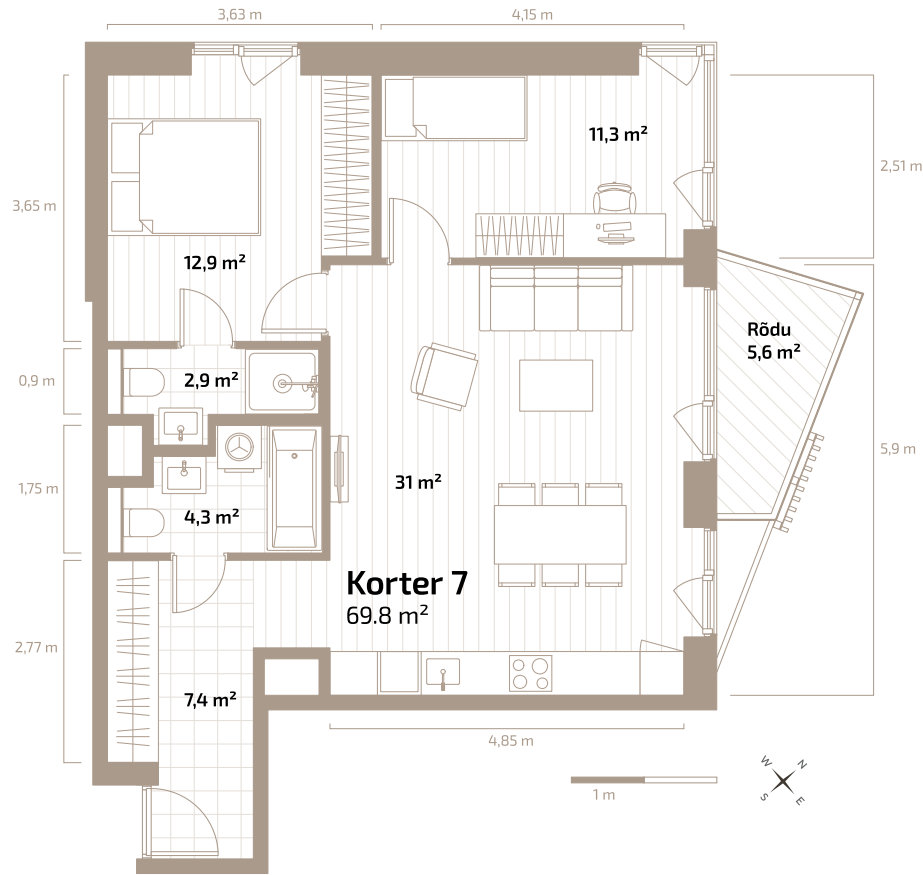 3,63 m
4,15 m
11,3 m²
2,51 m
3,65 m
12,9 m²
Rõdu
5,6 m²
0,9 m
2,9 m²
5,9 m
31 m²
1,75 m
4,3 m²
Korter 7
69.8 m²
2,77 m
7,4 m²
4,85 m
1 m
W
N
S
E